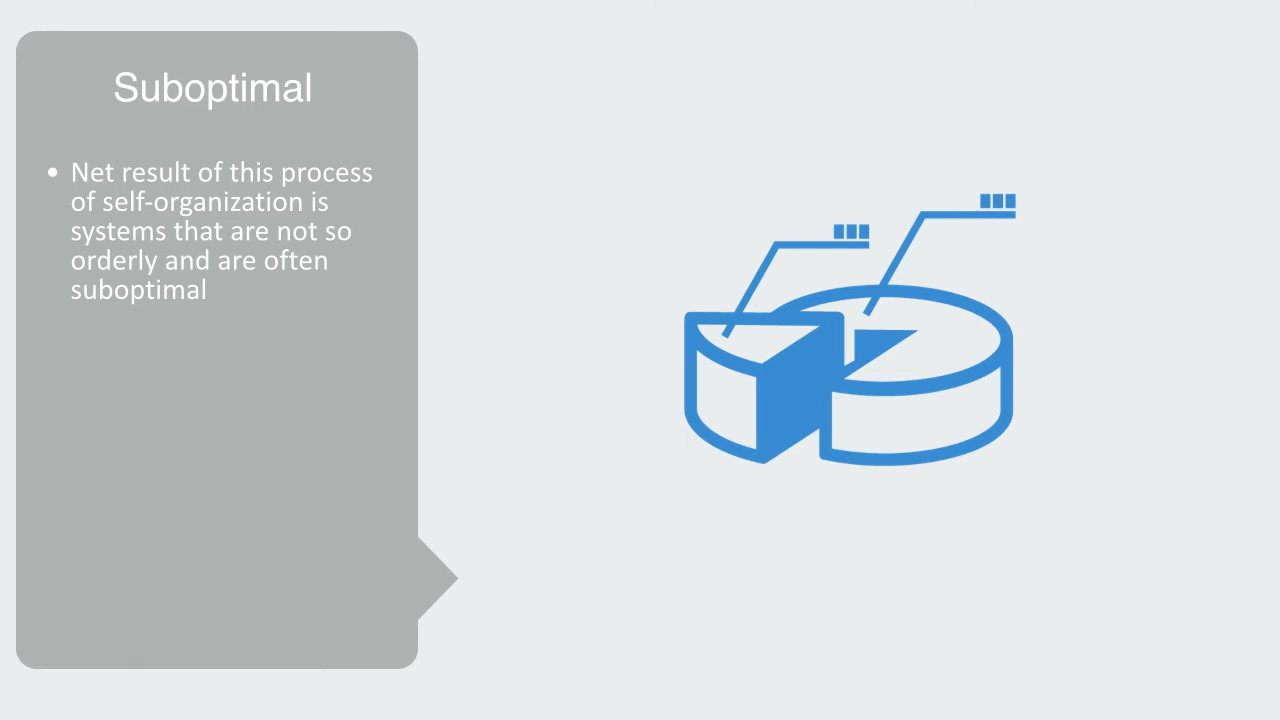 Suboptimal
• Net result of this process
of self-organization is
systems that are not so
orderly and are often
suboptimal